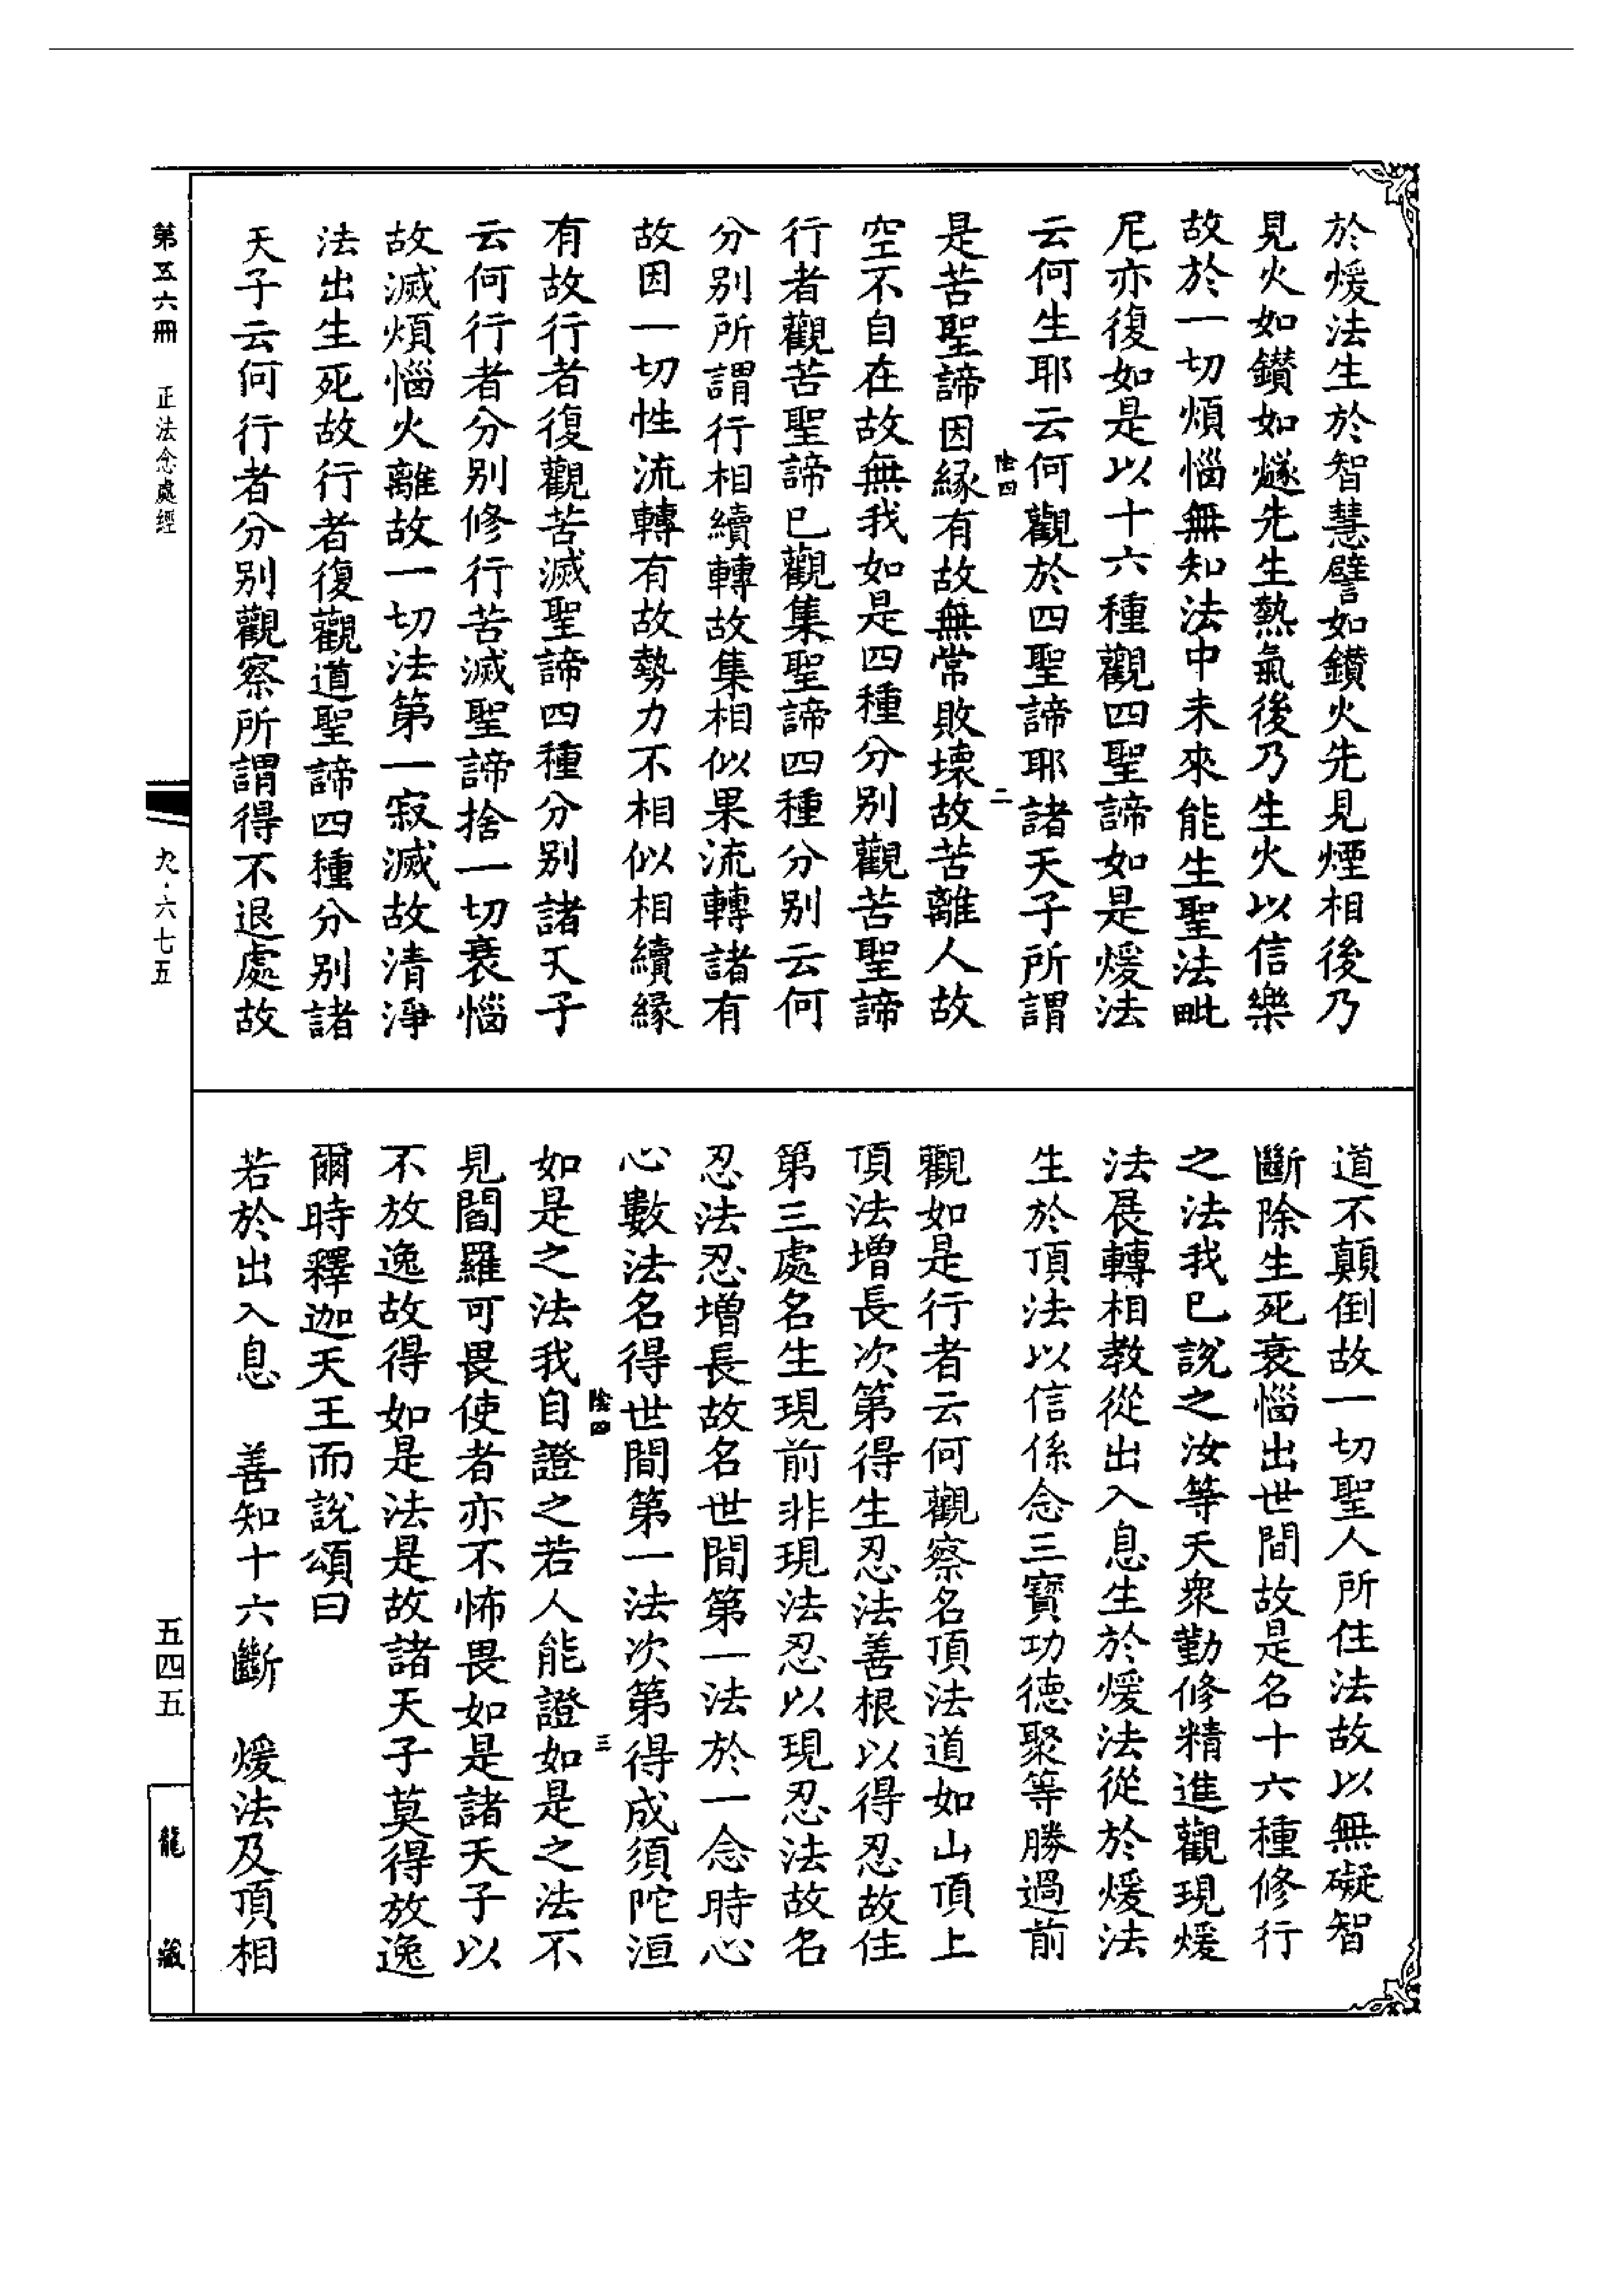 於煖法生於智慧譬如鑚火先見煙相後乃
見火如鑚如燧先生熱氣後乃生火以信樂
故於一切煩惱無知法中未來能生聖法毗
尼亦復如是以十六種觀四聖諦如是煖法
云何生耶云何觀於四聖諦耶諸天子所謂
陰四
二
是苦聖諦因緣有故無常敗壞故苦離人故
空不自在故無我如是四種分別觀苦聖諦
行者觀苦聖諦已觀集聖諦四種分別云何
分別所謂行相續轉故集相似果流轉諸有
故因一切性流轉有故勢力不相似相續緣
有故行者復觀苦滅聖諦四種分別諸天子
云何行者分別修行苦滅聖諦捨一切衰惱
故滅煩惱火離故一切法第一寂滅故清淨
法出生死故行者復觀道聖諦四種分別諸
天子云何行者分別觀察所謂得不退處故
道不顛倒故一切聖人所住法故以無礙智
斷除生死衰惱出世間故是名十六種修行
之法我已說之汝等天衆勤修精進觀現煖
法展轉相教從出入息生於煖法從於煖法
生於頂法以信係念三寶功德聚等勝過前
觀如是行者云何觀察名頂法道如山頂上
頂法增長次第得生忍法善根以得忍故住
第三處名生現前非現法忍以現忍法故名
忍法忍增長故名世間第一法於一念時心
心數法名得世間第一法次第得成須陀洹
陰四
三
如是之法我自證之若人能證如是之法不
見閻羅可畏使者亦不怖畏如是諸天子以
不放逸故得如是法是故諸天子莫得放逸
爾時釋迦天王而說頌曰
若於出入息　善知十六斷　煖法及頂相
第五六冊　正法念處經
九·六七五
五四五
龍藏